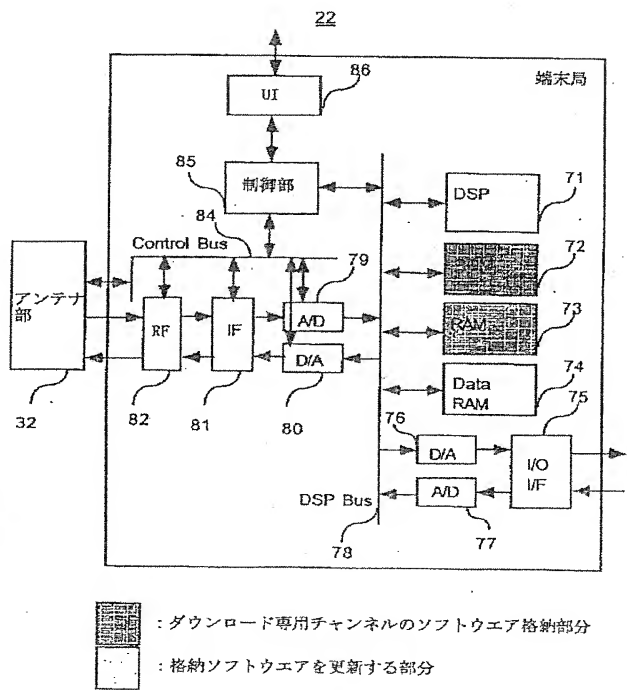 22
端末局
UI
86
85
制御部
84
Control Bus
79
DSP
71
72
RAM
73
Data
RAM
74
75
アンテナ
部
32
RF
82
IF
81
A/D
D/A
80
76
D/A
I/O
I/F
A/D
77
DSP Bus
78
：ダウンロード専用チャンネルのソフトウエア格納部分
：格納ソフトウエアを更新する部分